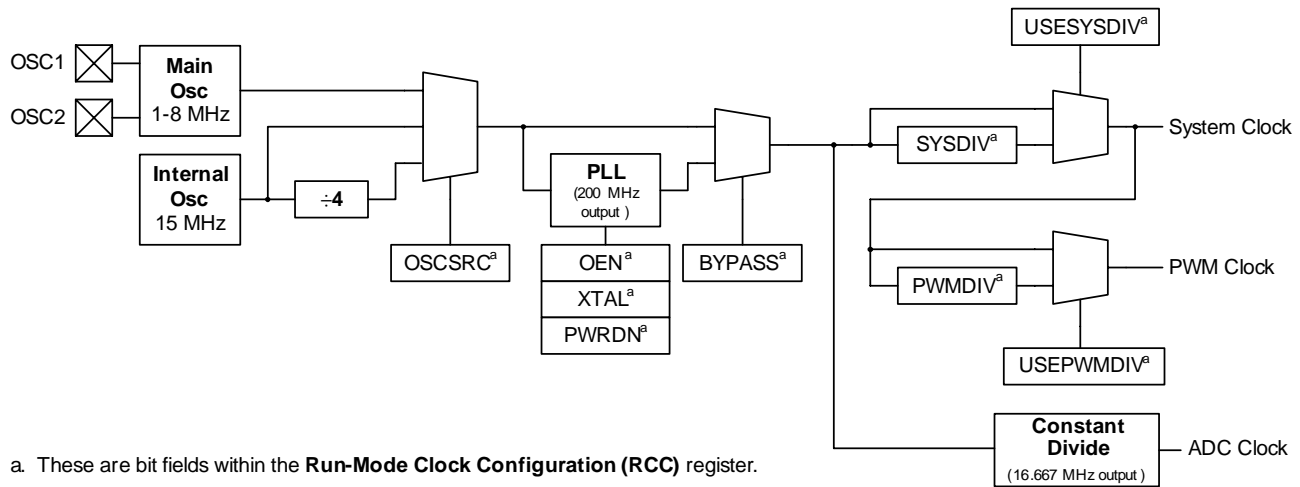 USESYSDIVa
OSC1
OSC2
Main
Osc
1-8 MHz
Internal
Osc
15 MHz
÷4
OSCSRCa
PLL
(200 MHz
output )
OENa
XTALa
PWRDNa
BYPASSa
SYSDIVa
System Clock
PWMDIVa
PWM Clock
USEPWMDIVa
Constant
Divide
(16.667 MHz output )
ADC Clock
a. These are bit fields within the Run-Mode Clock Configuration (RCC) register.